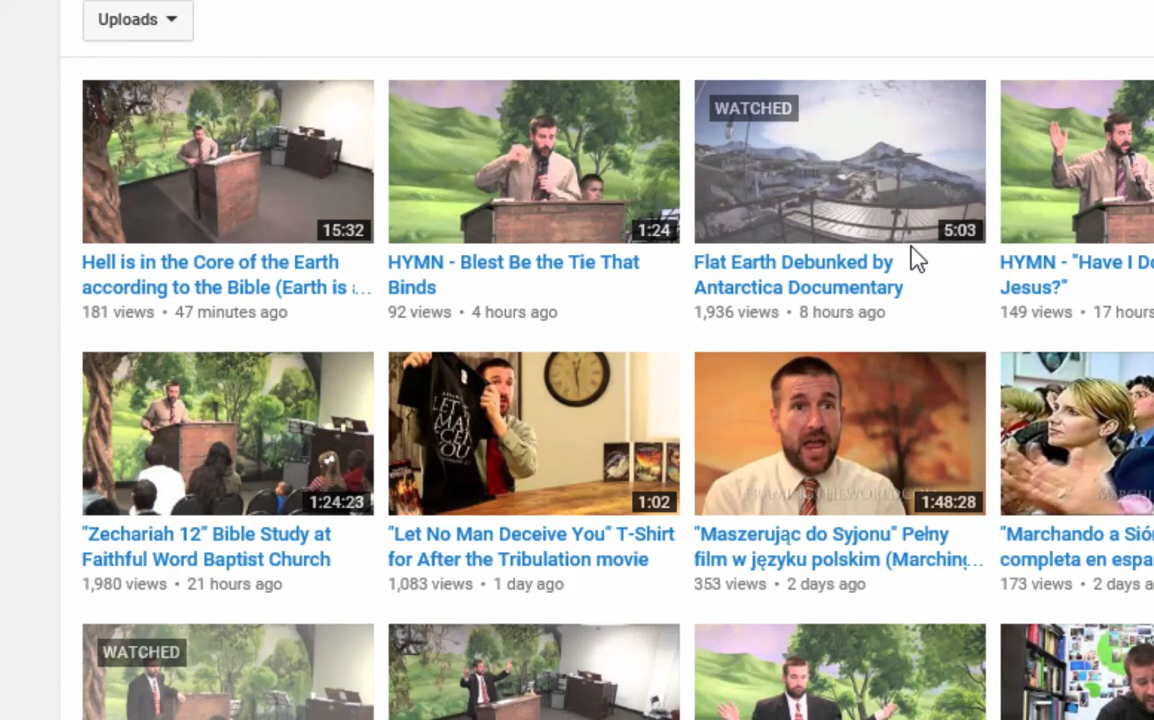 Uploads
WATCHED
15:32
1:24
5:03
Hell is in the Core of the Earth
according to the Bible (Earth is ...
181 views • 47 minutes ago
HYMN - Blest Be the Tie That
Binds
92 views • 4 hours ago
Flat Earth Debunked by
Antarctica Documentary
1,936 views • 8 hours ago
HYMN - "Have I Do
Jesus?"
149 views • 17 hours
LET
MA
CEI
OU
1:24:23
1:02
1:48:28
"Zechariah 12" Bible Study at
Faithful Word Baptist Church
1,980 views • 21 hours ago
"Let No Man Deceive You" T-Shirt
for After the Tribulation movie
1,083 views • 1 day ago
"Maszerując do Syjonu" Pełny
film w języku polskim (Marching...
353 views • 2 days ago
"Marchando a Sió
completa en espa
173 views • 2 days a
WATCHED